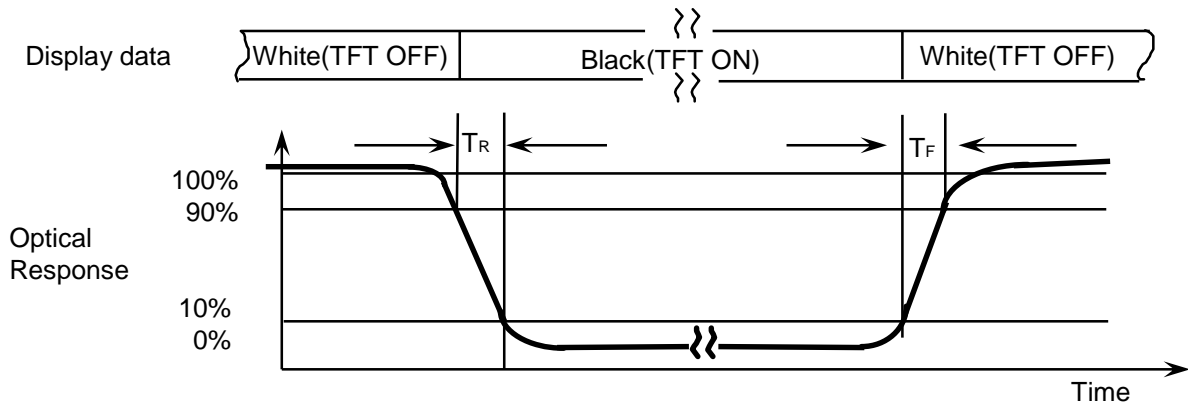 Display data
White(TFT OFF)
Black(TFT ON)
White(TFT OFF)
TR
TF
100%
90%
Optical
Response
10%
0%
Time